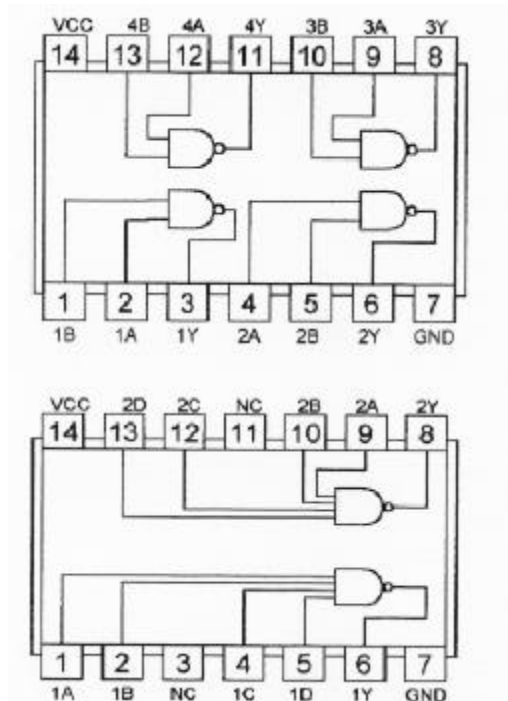 VCC 4B 4A 4Y 3B 3A 3Y
14 13 12 11 10 9 8
1 2 3 4 5 6 7
1B 1A 1Y 2A 2B 2Y GND
VCC 2D 2C NC 2B 2A 2Y
14 13 12 11 10 9 8
1 2 3 4 5 6 7
1A 1B NC 1C 1D 1Y GND